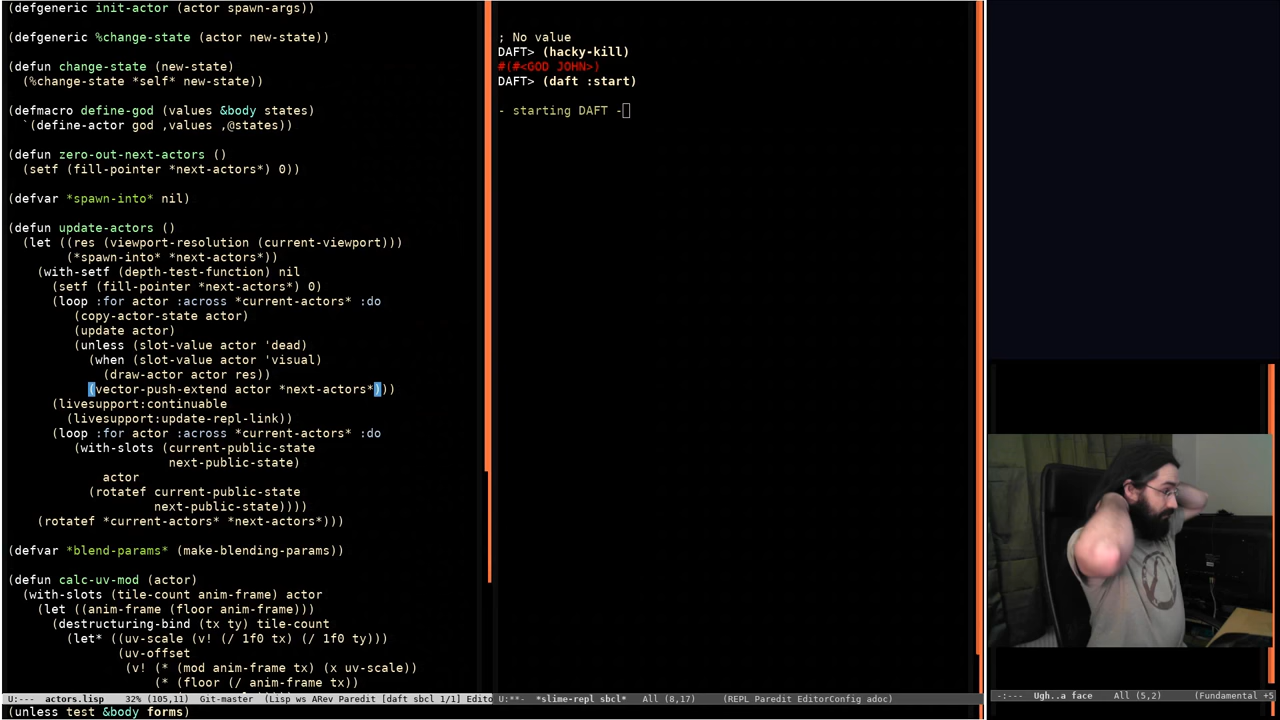 (defgeneric init-actor (actor spawn-args))
(defgeneric %change-state (actor new-state))
(defun change-state (new-state)
  (%change-state *self* new-state))
(defmacro define-god (values &body states)
  `(define-actor god ,values ,@states))
(defun zero-out-next-actors ()
  (setf (fill-pointer *next-actors*) 0))
(defvar *spawn-into* nil)
(defun update-actors ()
  (let ((res (viewport-resolution (current-viewport)))
        (*spawn-into* *next-actors*))
    (with-setf (depth-test-function) nil
      (setf (fill-pointer *next-actors*) 0)
      (loop :for actor :across *current-actors* :do
         (copy-actor-state actor)
         (update actor)
         (unless (slot-value actor 'dead)
           (when (slot-value actor 'visual)
             (draw-actor actor res))
           (vector-push-extend actor *next-actors*)))
      (livesupport:continuable
        (livesupport:update-repl-link))
      (loop :for actor :across *current-actors* :do
         (with-slots (current-public-state
                      next-public-state)
             actor
           (rotatef current-public-state
                    next-public-state))))
    (rotatef *current-actors* *next-actors*)))
(defvar *blend-params* (make-blending-params))
(defun calc-uv-mod (actor)
  (with-slots (tile-count anim-frame) actor
    (let ((anim-frame (floor anim-frame)))
      (destructuring-bind (tx ty) tile-count
        (let* ((uv-scale (v! (/ 1f0 tx) (/ 1f0 ty)))
               (uv-offset
                (v! (* (mod anim-frame tx) (x uv-scale))
                    (* (floor (/ anim-frame tx))
U:---  actors.lisp   32% (105,11)  Git-master  (Lisp ws ARev Paredit [daft sbcl 1/1] Edito
(unless test &body forms)
; No value
DAFT> (hacky-kill)
#(#<GOD JOHN>)
DAFT> (daft :start)
- starting DAFT -
U:**-  *slime-repl sbcl*   All (8,17)     (REPL Paredit EditorConfig adoc)
-:---  Ugh..a face   All (5,2)      (Fundamental +5